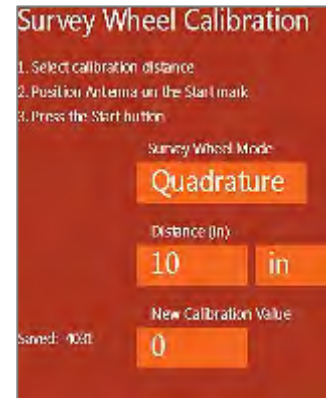 Survey Wheel Calibration
1. Select calibration distance
2. Position Antenna on the Start mark
3. Press the Start button
Survey Wheel Mode
Quadrature
Distance (in)
10 in
New Calibration Value
Saved: 4031 0